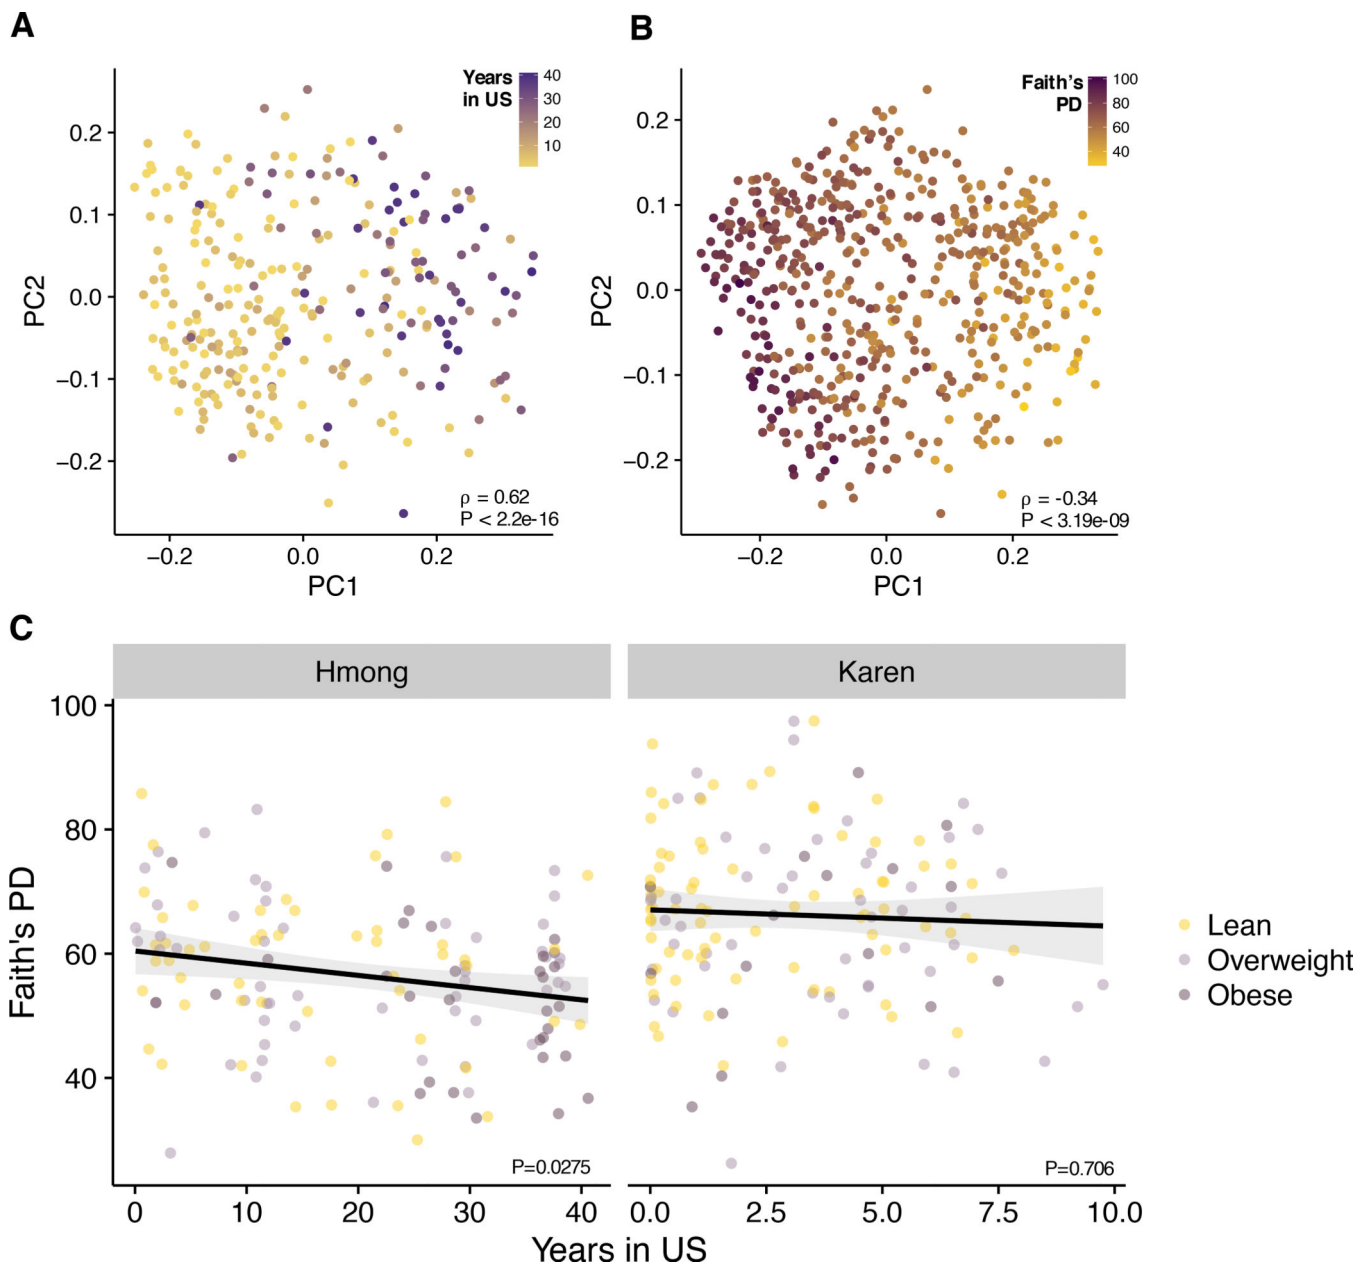 A
B
Years
in US
40
30
20
10
Faith's
PD
100
80
60
40
PC2
0.2
0.1
0.0
−0.1
−0.2
ρ = 0.62
P < 2.2e-16
−0.2
0.0
0.2
PC1
PC2
0.2
0.1
0.0
−0.1
−0.2
ρ = -0.34
P < 3.19e-09
−0.2
0.0
0.2
PC1
C
Hmong
Karen
Faith's PD
100
80
60
40
P=0.0275
P=0.706
Lean
Overweight
Obese
0
10
20
30
40
0.0
2.5
5.0
7.5
10.0
Years in US